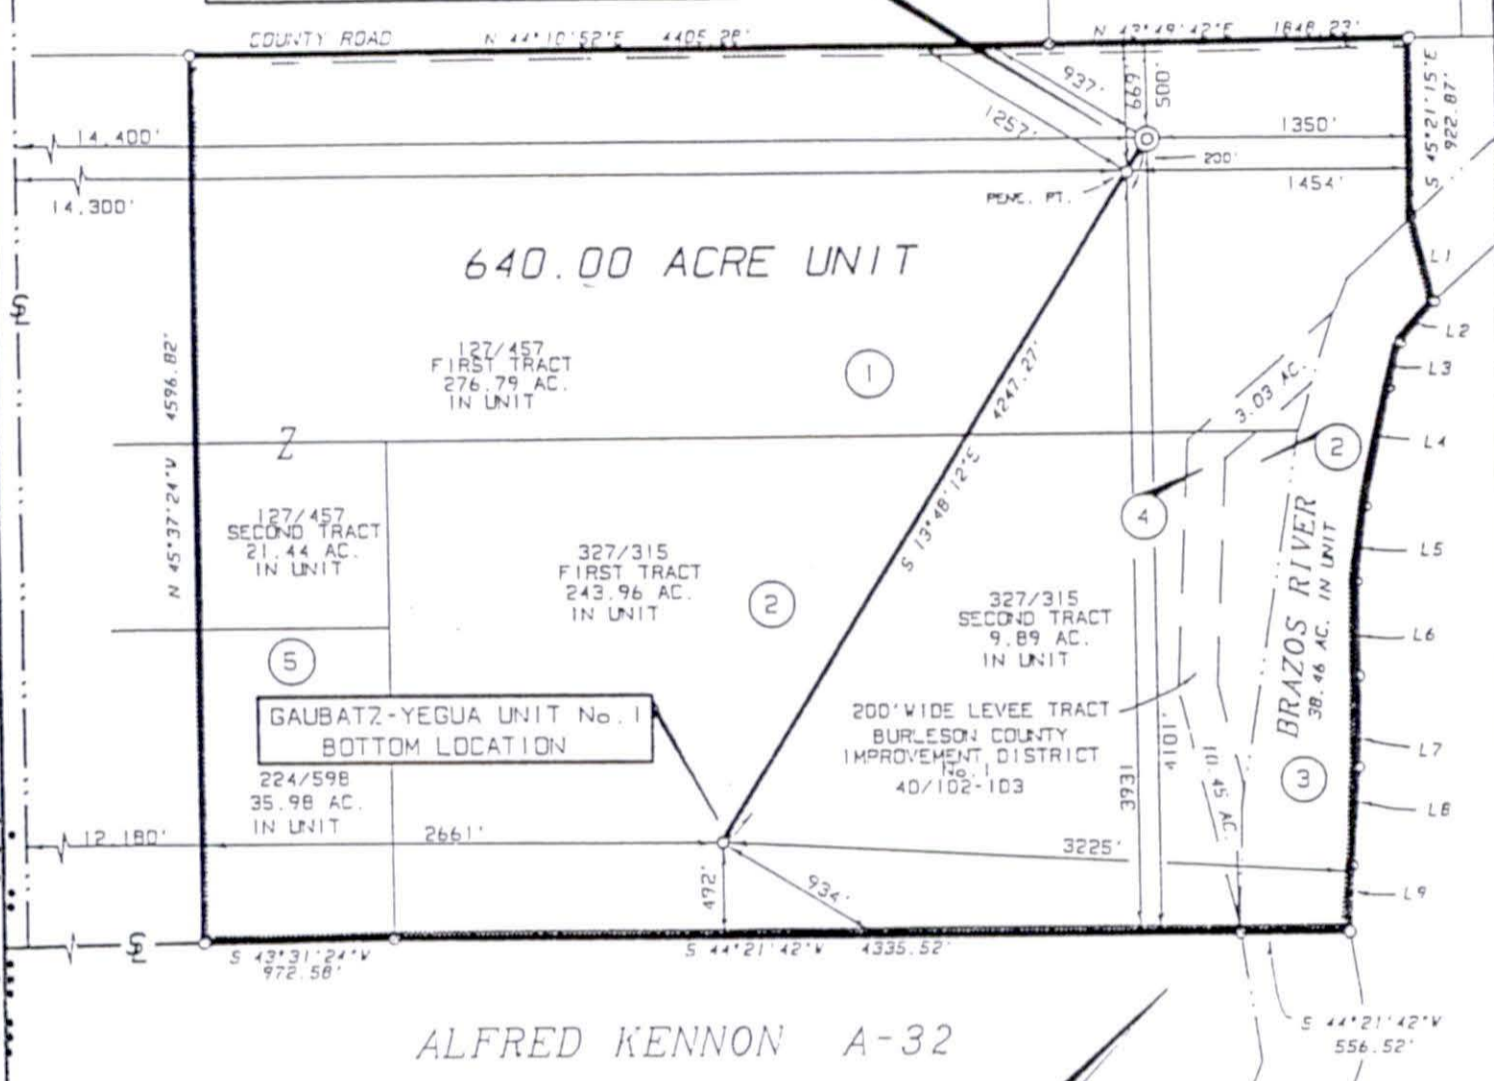 COUNTY ROAD N 44°10'52"E 4405.28'
N 43°49'42"E 1848.23'
S 45°21'15"E
922.87'
937'
669'
500'
1257'
14.400'
1350'
200'
14.300'
PENE. PT.
1454'
640.00 ACRE UNIT
L1
L2
L3
L4
L5
L6
L7
L8
L9
N 45°37'24"W 4596.82'
127/457
FIRST TRACT
276.79 AC.
IN UNIT
1
S 13°48'12"E 4247.27'
3.03 AC.
2
Z
4
127/457
SECOND TRACT
21.44 AC.
IN UNIT
327/315
FIRST TRACT
243.96 AC.
IN UNIT
2
327/315
SECOND TRACT
9.89 AC.
IN UNIT
BRAZOS RIVER
38.46 AC. IN UNIT
5
3
GAUBATZ-YEGUA UNIT No. 1
BOTTOM LOCATION
200' WIDE LEVEE TRACT
BURLESON COUNTY
IMPROVEMENT DISTRICT
No. 1
40/102-103
224/598
35.98 AC.
IN UNIT
3931
4101'
10.45 AC.
12.180'
2661'
3225'
472'
934'
S 43°31'24"W
972.58'
S 44°21'42"W 4335.52'
S 44°21'42"W
556.52'
ALFRED KENNON A-32